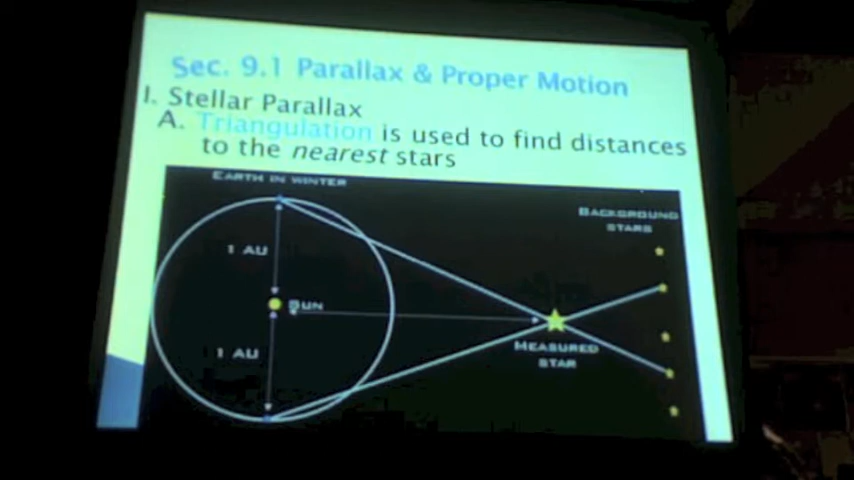 Sec. 9.1 Parallax & Proper Motion
I. Stellar Parallax
A. Triangulation is used to find distances
to the nearest stars
EARTH IN WINTER
BACKGROUND
STARS
1 AU
SUN
MEASURED
STAR
1 AU